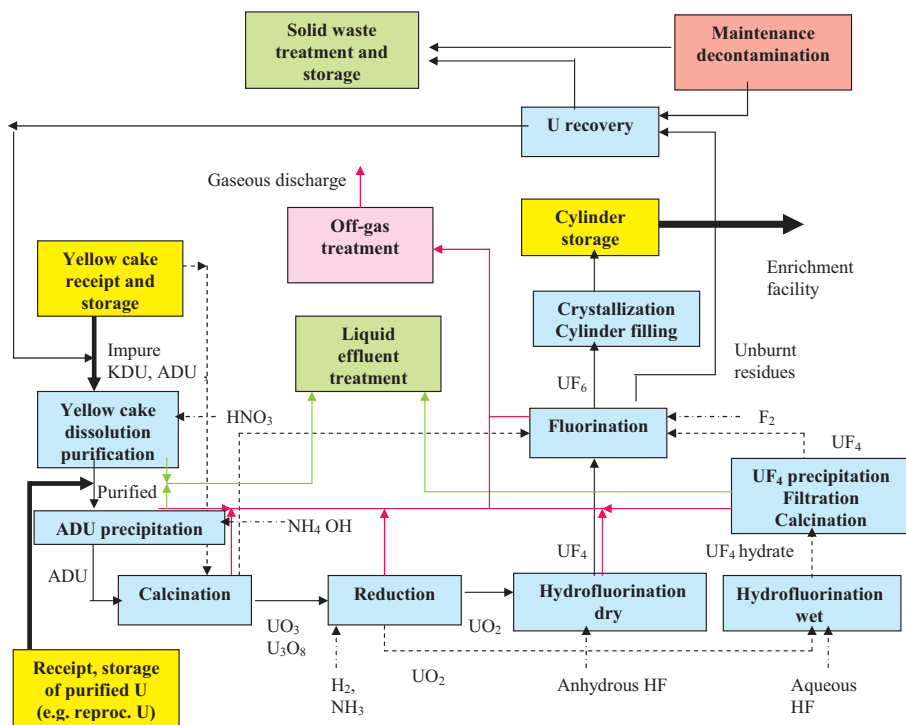 Solid waste
treatment and
storage
Maintenance
decontamination
U recovery
Gaseous discharge
Off-gas
treatment
Cylinder
storage
Enrichment
facility
Yellow cake
receipt and
storage
Crystallization
Cylinder filling
Liquid
effluent
treatment
Impure
KDU, ADU .
Unburnt
residues
UF₆
Yellow cake
dissolution
purification
HNO₃
Fluorination
F₂
UF₄
Purified
UF₄ precipitation
Filtration
Calcination
ADU precipitation
NH₄ OH
UF₄
UF₄ hydrate
ADU
Calcination
Reduction
Hydrofluorination
dry
Hydrofluorination
wet
UO₃
U₃O₈
UO₂
UO₂
Receipt, storage
of purified U
(e.g. reproc. U)
H₂,
NH₃
Anhydrous HF
Aqueous
HF